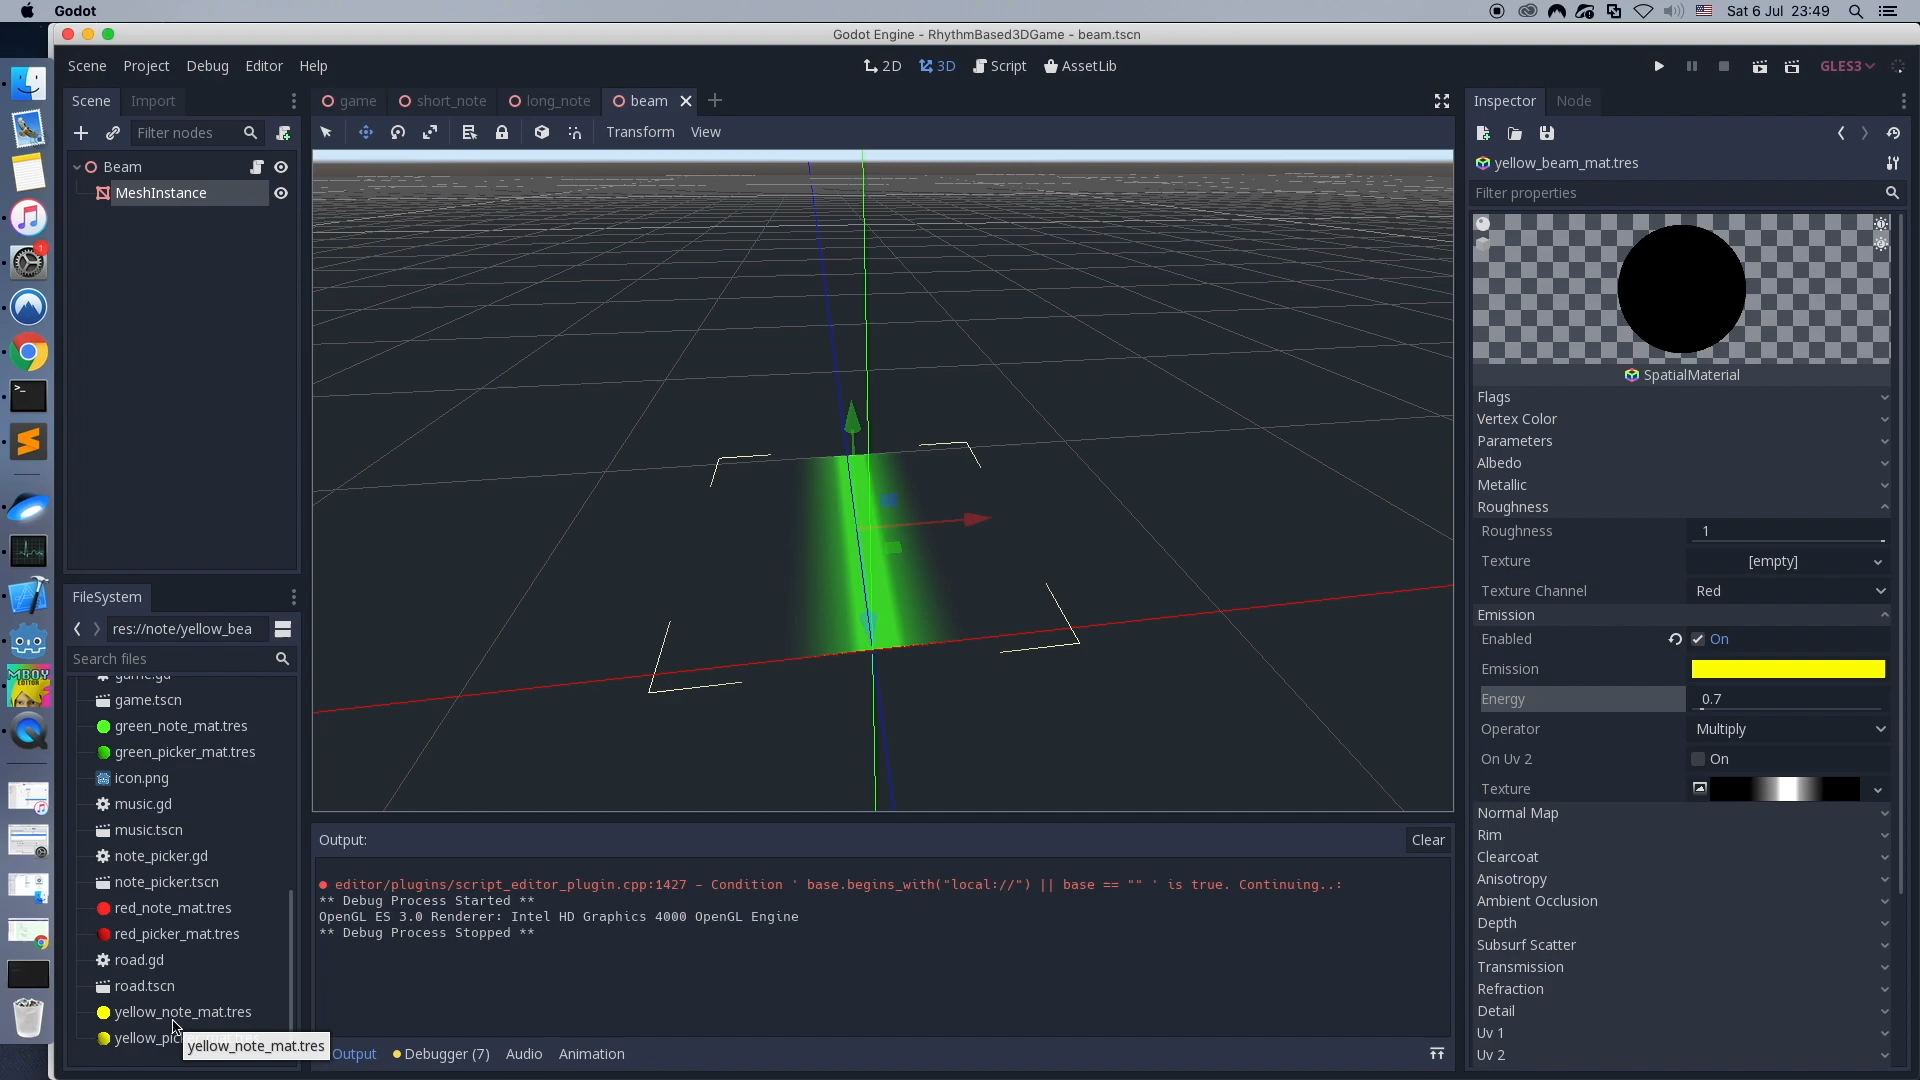 Godot
Sat 6 Jul 23:49
Godot Engine - RhythmBased3DGame - beam.tscn
Scene Project Debug Editor Help
2D 3D Script AssetLib
GLES3
Scene Import
game short_note long_note beam
Inspector Node
Filter nodes
Transform View
yellow_beam_mat.tres
Filter properties
Beam
MeshInstance
SpatialMaterial
Flags
Vertex Color
Parameters
Albedo
Metallic
Roughness
Roughness 1
Texture [empty]
Texture Channel Red
Emission
Enabled On
Emission
Energy 0.7
Operator Multiply
On Uv 2 On
Texture
Normal Map
Rim
Clearcoat
Anisotropy
Ambient Occlusion
Depth
Subsurf Scatter
Transmission
Refraction
Detail
Uv 1
Uv 2
FileSystem
res://note/yellow_bea
Search files
game.gd
game.tscn
green_note_mat.tres
green_picker_mat.tres
icon.png
music.gd
music.tscn
note_picker.gd
note_picker.tscn
red_note_mat.tres
red_picker_mat.tres
road.gd
road.tscn
yellow_note_mat.tres
yellow_pic
yellow_note_mat.tres
Output:
Clear
editor/plugins/script_editor_plugin.cpp:1427 - Condition ' base.begins_with("local://") || base == "" ' is true. Continuing..:
** Debug Process Started **
OpenGL ES 3.0 Renderer: Intel HD Graphics 4000 OpenGL Engine
** Debug Process Stopped **
Output Debugger (7) Audio Animation
MBOY
EDITOR
1